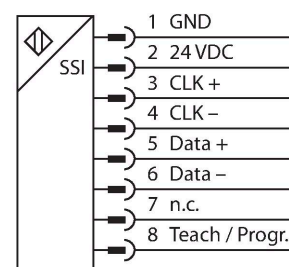 1 GND
2 24 VDC
SSI
3 CLK +
4 CLK –
5 Data +
6 Data –
7 n.c.
8 Teach / Progr.